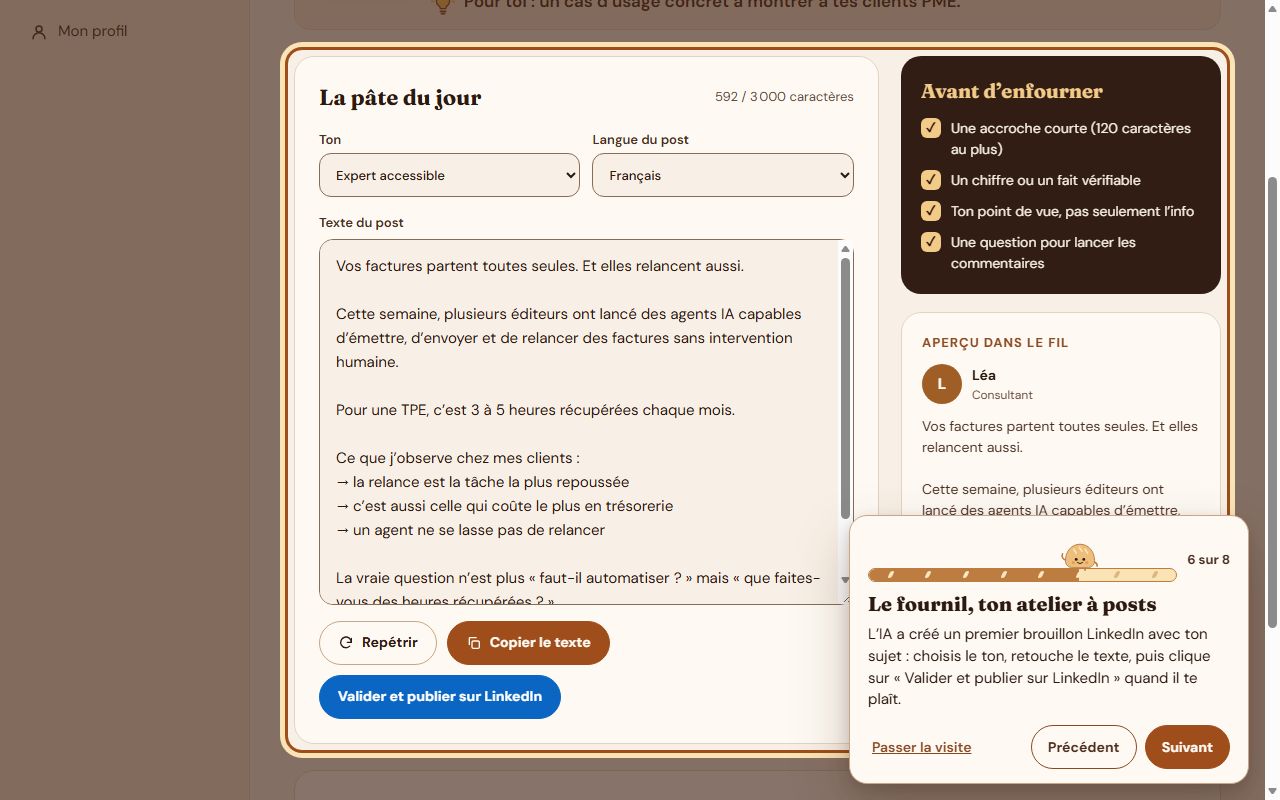 Mon profil
Pour toi : un cas d’usage concret à montrer à tes clients PME.
La pâte du jour
592 / 3 000 caractères
Ton
Langue du post
Expert accessible
Français
Texte du post
Vos factures partent toutes seules. Et elles relancent aussi.
Cette semaine, plusieurs éditeurs ont lancé des agents IA capables
d’émettre, d’envoyer et de relancer des factures sans intervention
humaine.
Pour une TPE, c’est 3 à 5 heures récupérées chaque mois.
Ce que j’observe chez mes clients :
→ la relance est la tâche la plus repoussée
→ c’est aussi celle qui coûte le plus en trésorerie
→ un agent ne se lasse pas de relancer
La vraie question n’est plus « faut-il automatiser ? » mais « que faites-
vous des heures récupérées ? »
Repétrir
Copier le texte
Valider et publier sur LinkedIn
Avant d’enfourner
Une accroche courte (120 caractères
au plus)
Un chiffre ou un fait vérifiable
Ton point de vue, pas seulement l’info
Une question pour lancer les
commentaires
APERÇU DANS LE FIL
L
Léa
Consultant
Vos factures partent toutes seules. Et elles
relancent aussi.
Cette semaine, plusieurs éditeurs ont
lancé des agents IA capables d’émettre,
6 sur 8
Le fournil, ton atelier à posts
L’IA a créé un premier brouillon LinkedIn avec ton
sujet : choisis le ton, retouche le texte, puis clique
sur « Valider et publier sur LinkedIn » quand il te
plaît.
Passer la visite
Précédent
Suivant